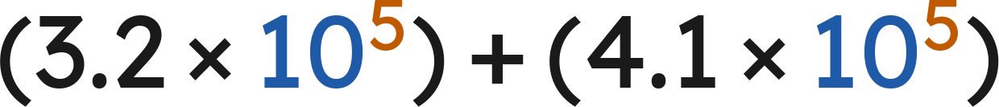 (3.2 × 10⁵) + (4.1 × 10⁵)